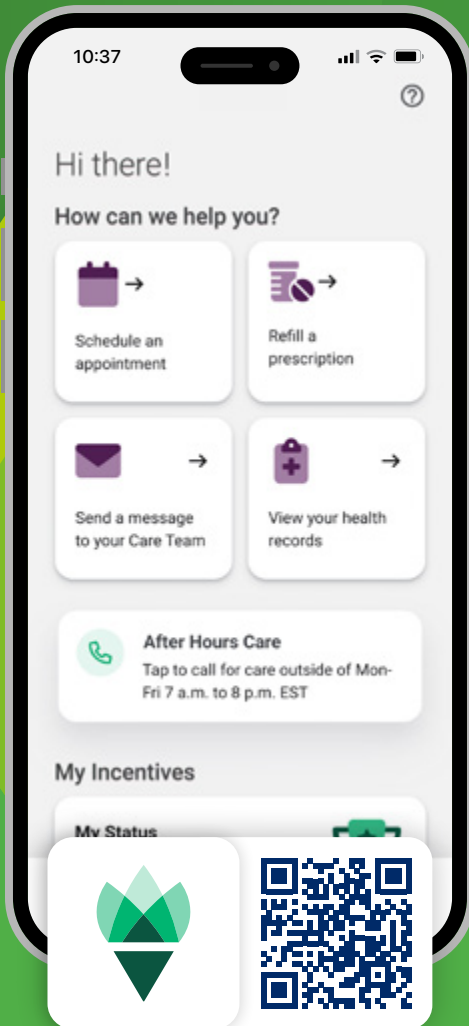 10:37
Hi there!
How can we help you?
Schedule an
appointment
Refill a
prescription
Send a message
to your Care Team
View your health
records
After Hours Care
Tap to call for care outside of Mon-
Fri 7 a.m. to 8 p.m. EST
My Incentives
My Status